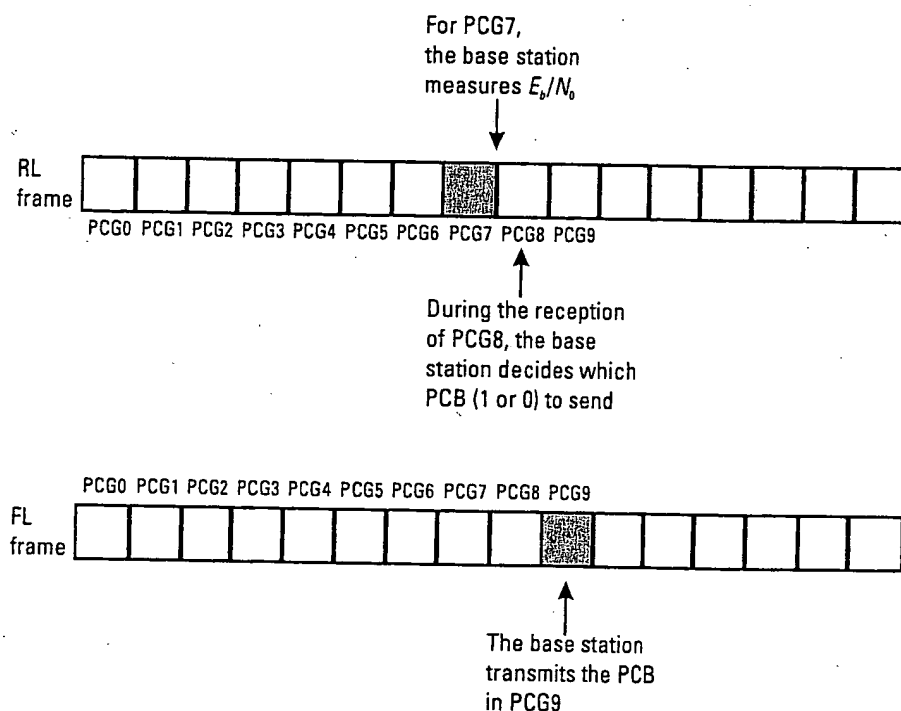 For PCG7,
the base station
measures E_b/N_0
RL
frame
PCG0 PCG1 PCG2 PCG3 PCG4 PCG5 PCG6 PCG7 PCG8 PCG9
During the reception
of PCG8, the base
station decides which
PCB (1 or 0) to send
PCG0 PCG1 PCG2 PCG3 PCG4 PCG5 PCG6 PCG7 PCG8 PCG9
FL
frame
The base station
transmits the PCB
in PCG9